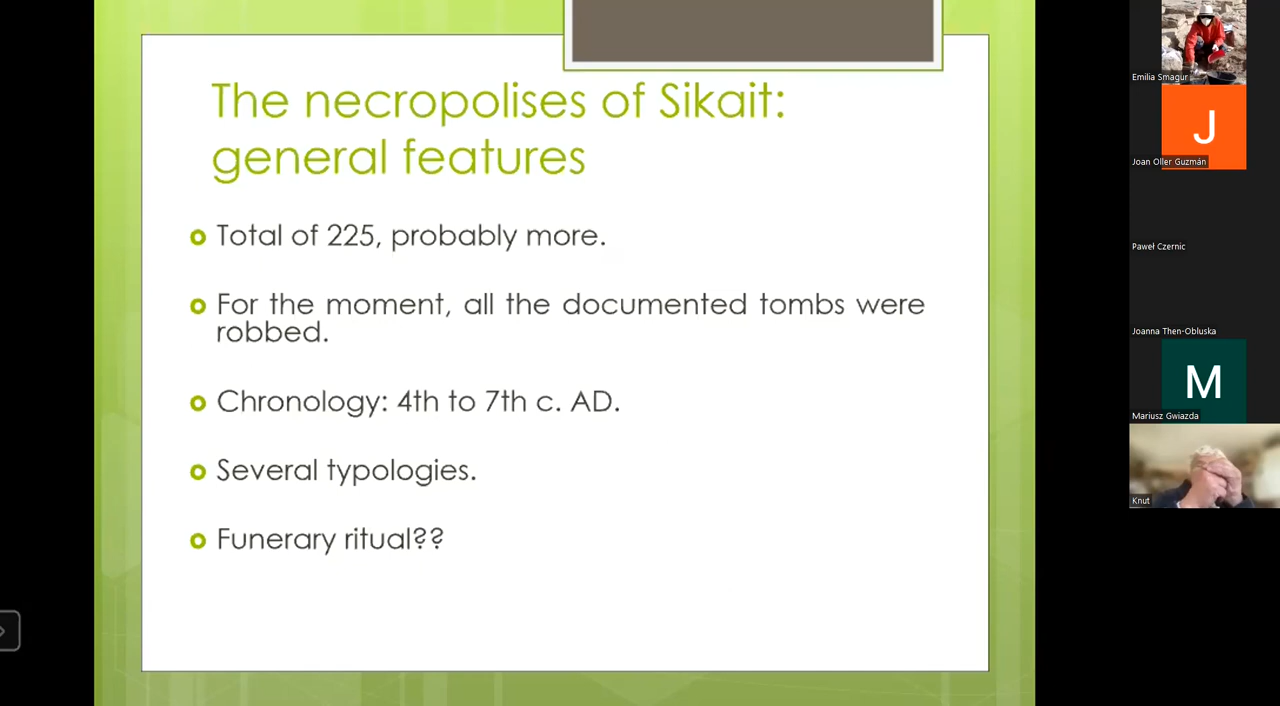 The necropolises of Sikait:
general features
Total of 225, probably more.
For the moment, all the documented tombs were
robbed.
Chronology: 4th to 7th c. AD.
Several typologies.
Funerary ritual??
Emilia Smagur
J
Joan Oller Guzmán
Paweł Czernic
Joanna Then-Obluska
M
Mariusz Gwiazda
Knut